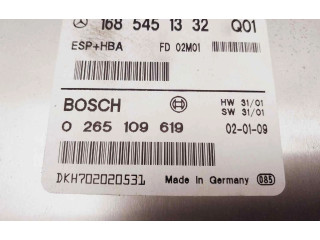 168 545 13 32 Q01
ESP+HBA FD 02M01
BOSCH HW 31/01
SW 31/01
0 265 109 619 02-01-09
DKH702020531 Made in Germany 085